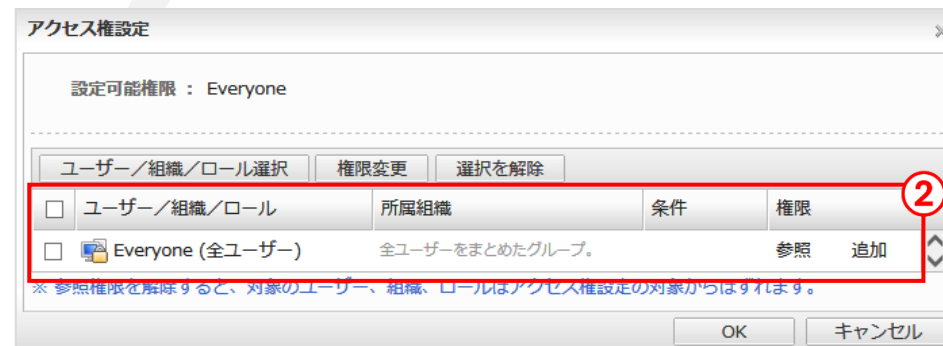 アクセス権設定
設定可能権限 ： Everyone
ユーザー／組織／ロール選択 権限変更 選択を解除
②
ユーザー／組織／ロール 所属組織 条件 権限
Everyone (全ユーザー) 全ユーザーをまとめたグループ。 参照 追加
※ 参照権限を解除すると、対象のユーザー、組織、ロールはアクセス権設定の対象からはずれます。
OK キャンセル